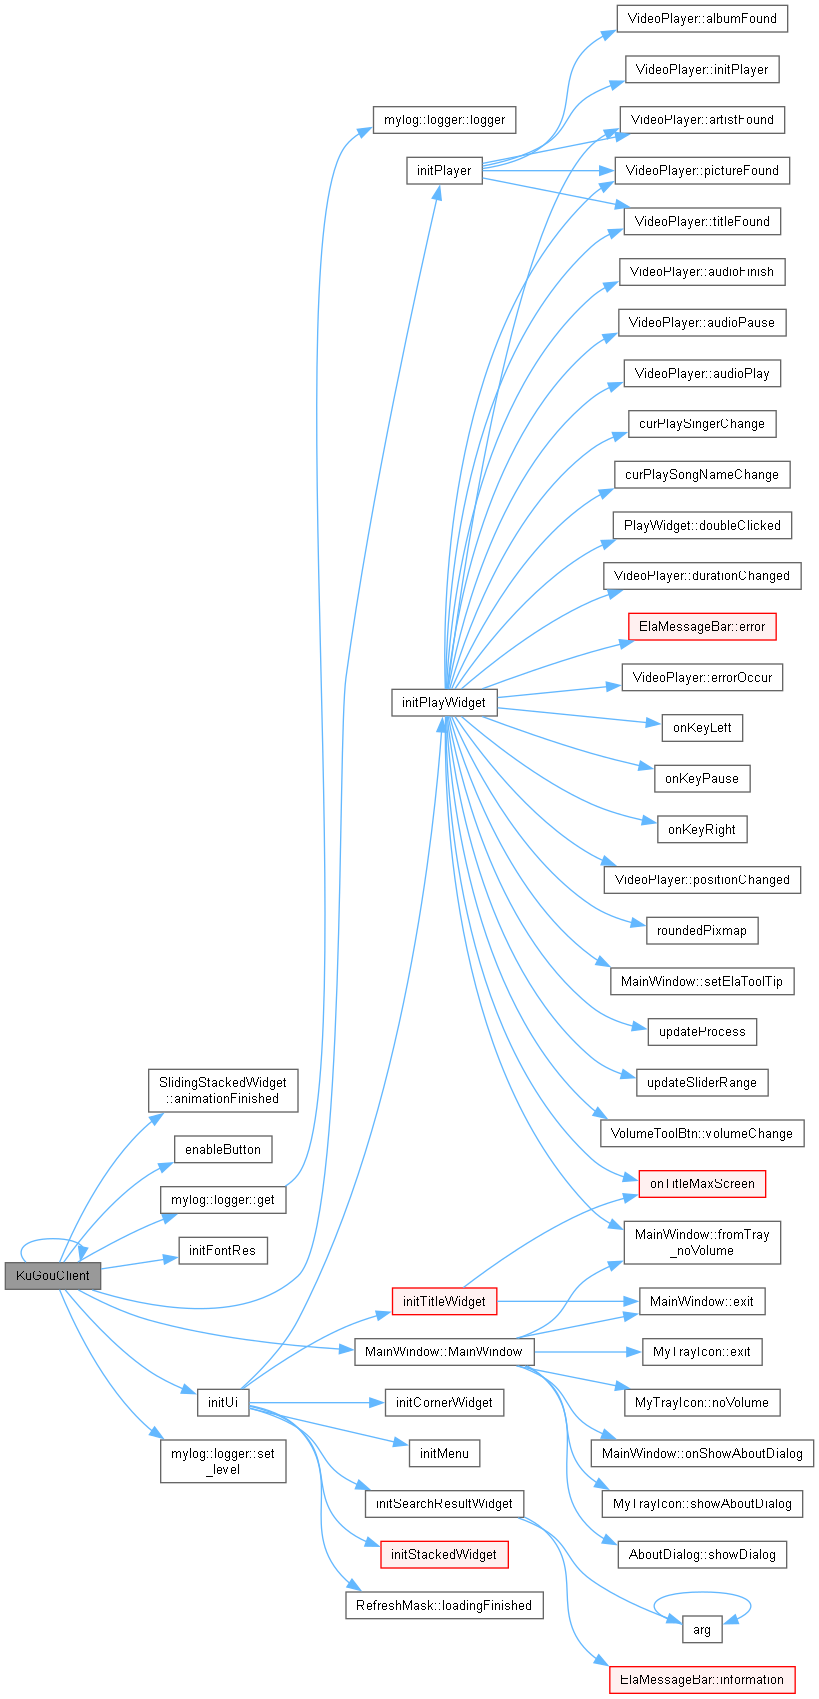 VideoPlayer::albumFound
VideoPlayer::initPlayer
mylog::logger::logger
VideoPlayer::artistFound
initPlayer
VideoPlayer::pictureFound
VideoPlayer::titleFound
VideoPlayer::audioFinish
VideoPlayer::audioPause
VideoPlayer::audioPlay
curPlaySingerChange
curPlaySongNameChange
PlayWidget::doubleClicked
VideoPlayer::durationChanged
ElaMessageBar::error
VideoPlayer::errorOccur
initPlayWidget
onKeyLeft
onKeyPause
onKeyRight
VideoPlayer::positionChanged
roundedPixmap
MainWindow::setElaToolTip
updateProcess
SlidingStackedWidget
::animationFinished
updateSliderRange
VolumeToolBtn::volumeChange
enableButton
onTitleMaxScreen
mylog::logger::get
MainWindow::fromTray
_noVolume
initFontRes
KuGouClient
initTitleWidget
MainWindow::exit
MainWindow::MainWindow
MyTrayIcon::exit
initUi
initCornerWidget
MyTrayIcon::noVolume
mylog::logger::set
_level
initMenu
MainWindow::onShowAboutDialog
initSearchResultWidget
MyTrayIcon::showAboutDialog
initStackedWidget
AboutDialog::showDialog
RefreshMask::loadingFinished
arg
ElaMessageBar::information